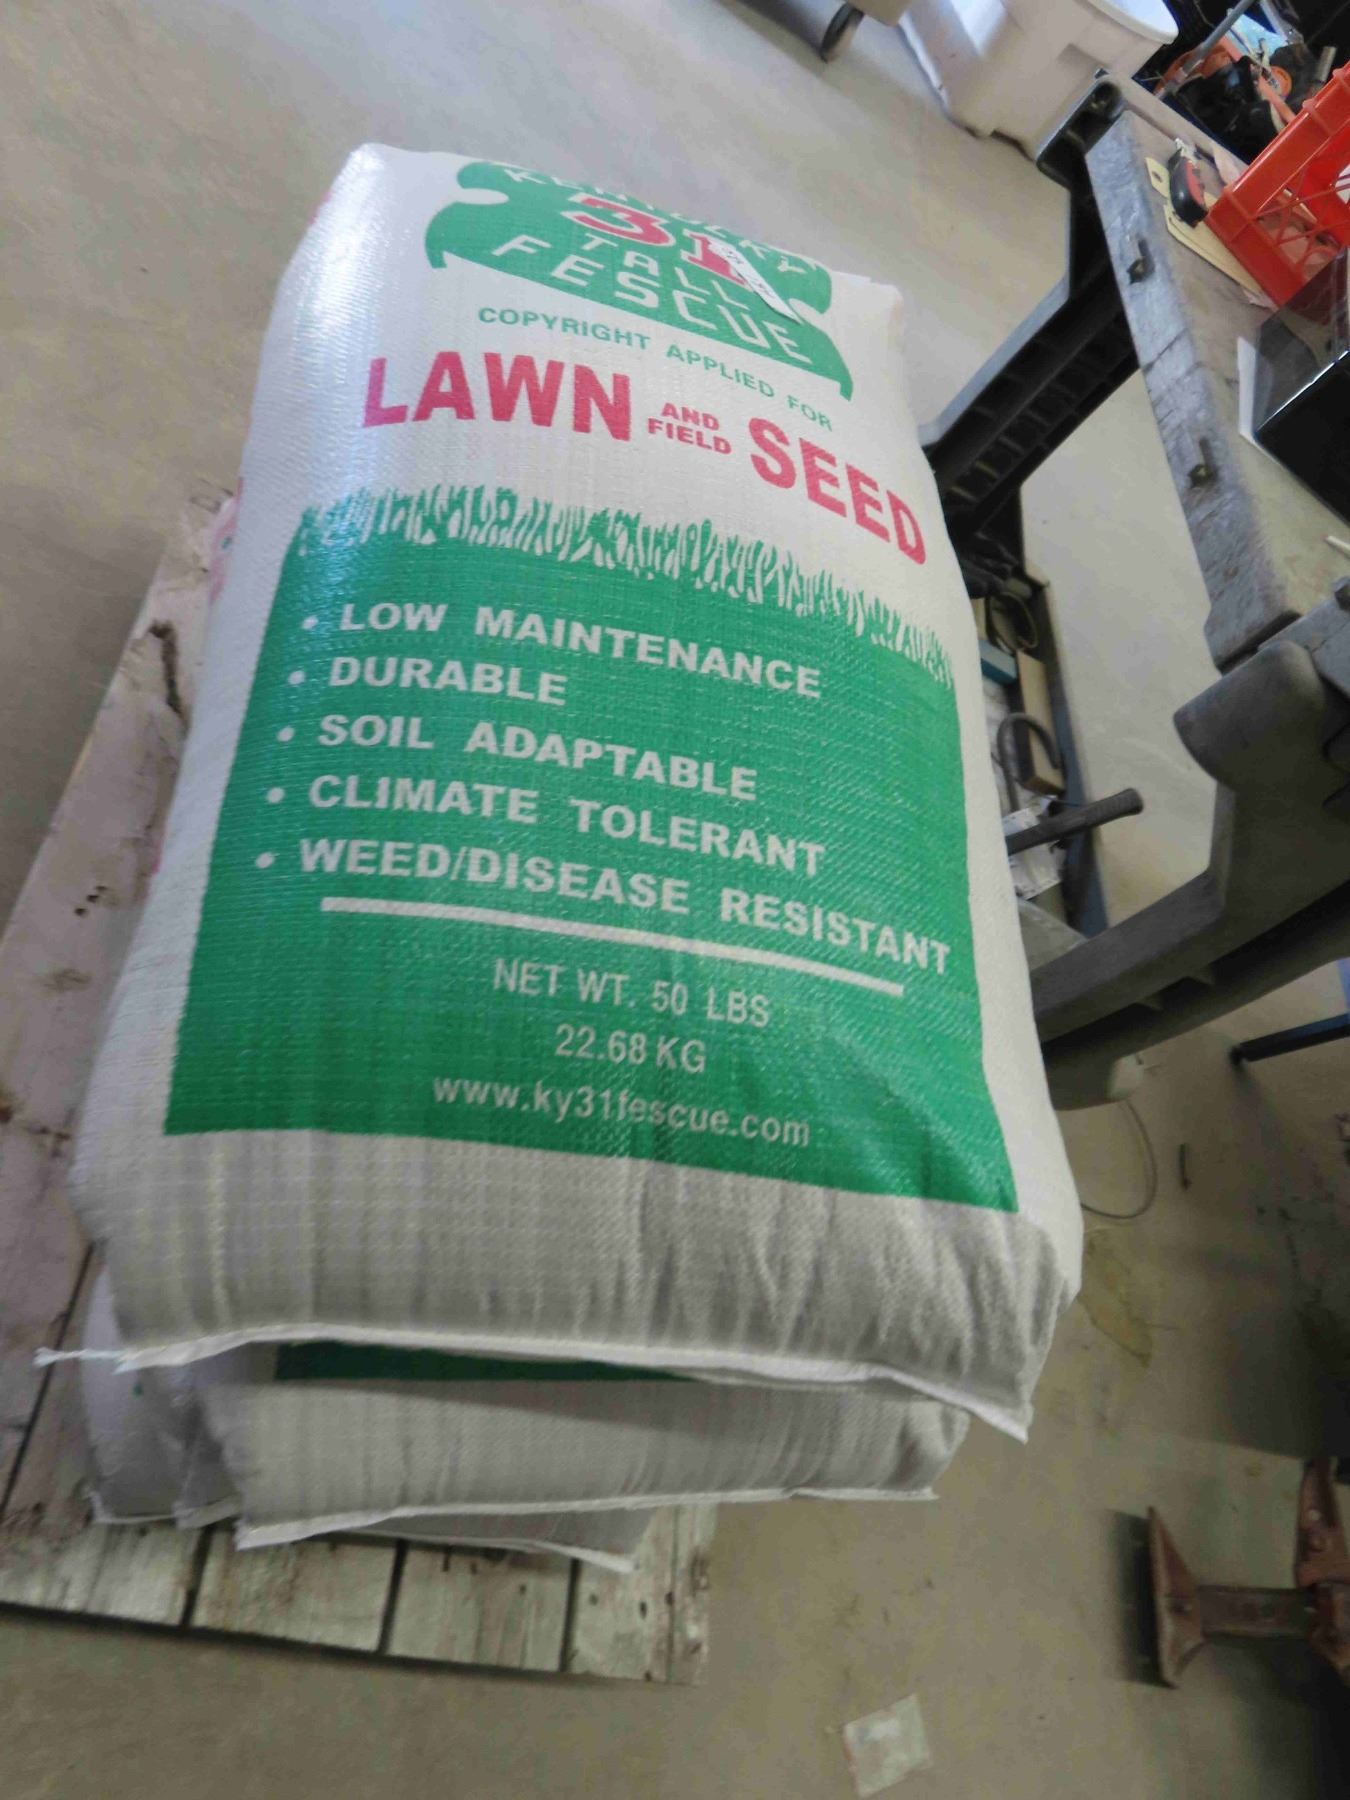 KENTUCKY
31
TALL
FESCUE
COPYRIGHT APPLIED FOR
LAWN AND FIELD SEED
• LOW MAINTENANCE
• DURABLE
• SOIL ADAPTABLE
• CLIMATE TOLERANT
• WEED/DISEASE RESISTANT
NET WT. 50 LBS
22.68 KG
www.ky31fescue.com